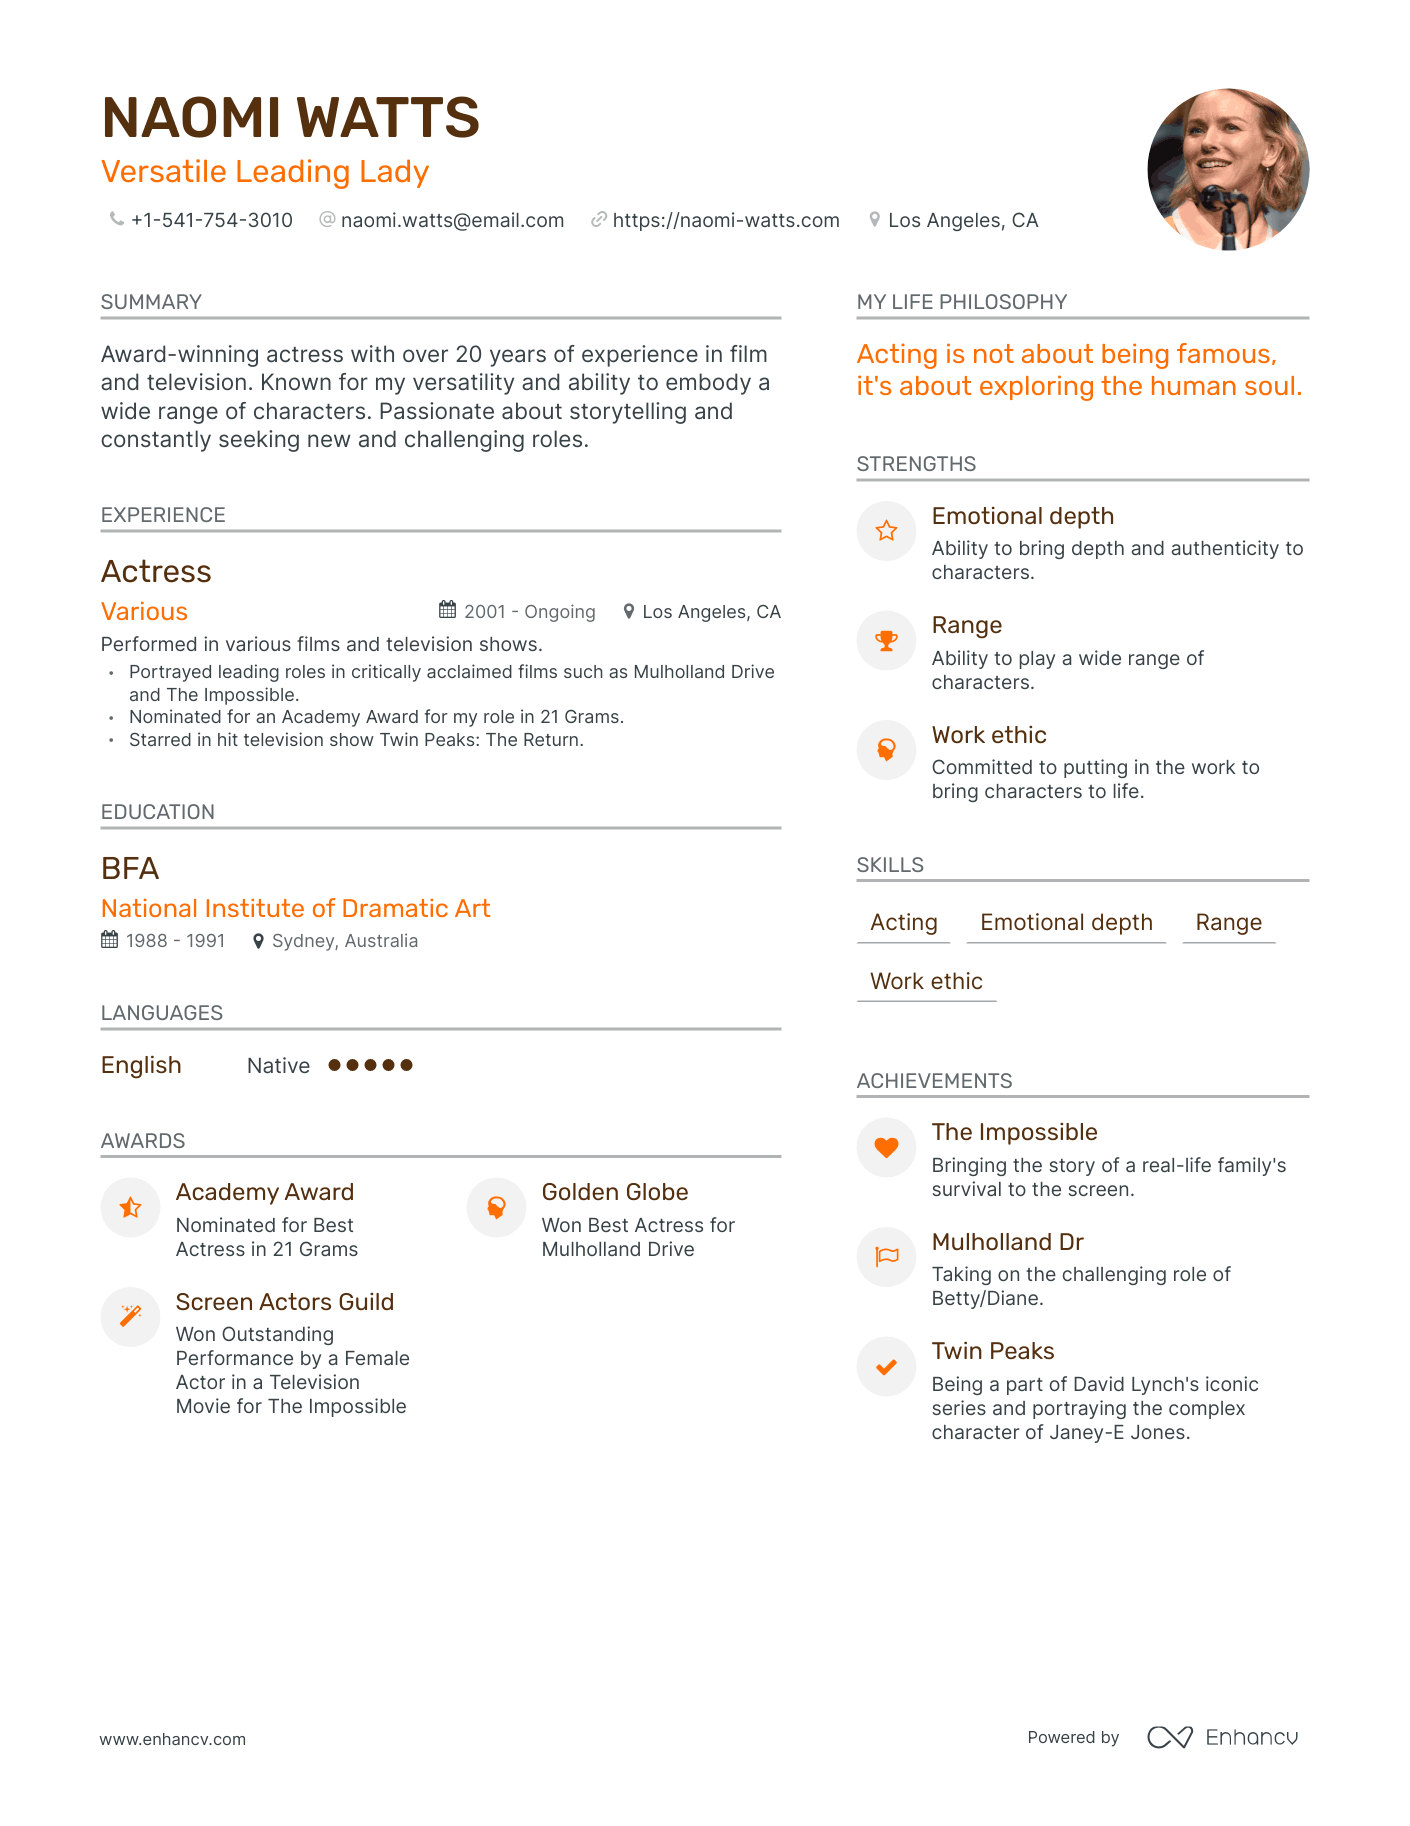 NAOMI WATTS
Versatile Leading Lady
+1-541-754-3010 @ naomi.watts@email.com https://naomi-watts.com Los Angeles, CA
SUMMARY
Award-winning actress with over 20 years of experience in film
and television. Known for my versatility and ability to embody a
wide range of characters. Passionate about storytelling and
constantly seeking new and challenging roles.
EXPERIENCE
Actress
Various 2001 - Ongoing Los Angeles, CA
Performed in various films and television shows.
• Portrayed leading roles in critically acclaimed films such as Mulholland Drive
and The Impossible.
• Nominated for an Academy Award for my role in 21 Grams.
• Starred in hit television show Twin Peaks: The Return.
EDUCATION
BFA
National Institute of Dramatic Art
1988 - 1991 Sydney, Australia
LANGUAGES
English Native
AWARDS
Academy Award
Nominated for Best
Actress in 21 Grams
Golden Globe
Won Best Actress for
Mulholland Drive
Screen Actors Guild
Won Outstanding
Performance by a Female
Actor in a Television
Movie for The Impossible
MY LIFE PHILOSOPHY
Acting is not about being famous,
it's about exploring the human soul.
STRENGTHS
Emotional depth
Ability to bring depth and authenticity to
characters.
Range
Ability to play a wide range of
characters.
Work ethic
Committed to putting in the work to
bring characters to life.
SKILLS
Acting Emotional depth Range
Work ethic
ACHIEVEMENTS
The Impossible
Bringing the story of a real-life family's
survival to the screen.
Mulholland Dr
Taking on the challenging role of
Betty/Diane.
Twin Peaks
Being a part of David Lynch's iconic
series and portraying the complex
character of Janey-E Jones.
www.enhancv.com
Powered by Enhancv